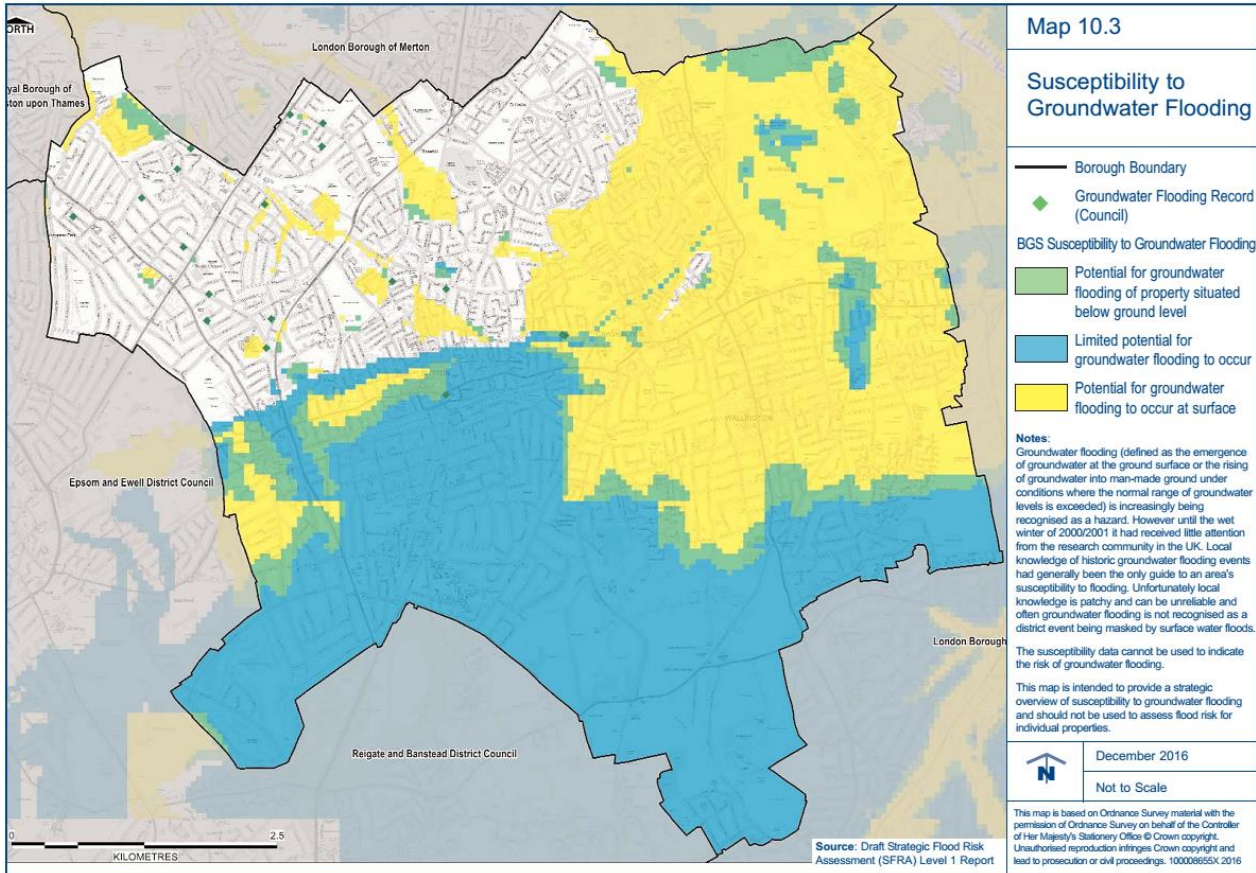 ORTH
London Borough of Merton
yal Borough of
ston upon Thames
Epsom and Ewell District Council
WALLINGTON
London Borough
Reigate and Banstead District Council
0
2.5
KILOMETRES
Source: Draft Strategic Flood Risk
Assessment (SFRA) Level 1 Report
Map 10.3
Susceptibility to
Groundwater Flooding
Borough Boundary
Groundwater Flooding Record
(Council)
BGS Susceptibility to Groundwater Flooding
Potential for groundwater
flooding of property situated
below ground level
Limited potential for
groundwater flooding to occur
Potential for groundwater
flooding to occur at surface
Notes:
Groundwater flooding (defined as the emergence
of groundwater at the ground surface or the rising
of groundwater into man-made ground under
conditions where the normal range of groundwater
levels is exceeded) is increasingly being
recognised as a hazard. However until the wet
winter of 2000/2001 it had received little attention
from the research community in the UK. Local
knowledge of historic groundwater flooding events
had generally been the only guide to an area's
susceptibility to flooding. Unfortunately local
knowledge is patchy and can be unreliable and
often groundwater flooding is not recognised as a
district event being masked by surface water floods.
The susceptibility data cannot be used to indicate
the risk of groundwater flooding.
This map is intended to provide a strategic
overview of susceptibility to groundwater flooding
and should not be used to assess flood risk for
individual properties.
N
December 2016
Not to Scale
This map is based on Ordnance Survey material with the
permission of Ordnance Survey on behalf of the Controller
of Her Majesty's Stationery Office © Crown copyright.
Unauthorised reproduction infringes Crown copyright and
lead to prosecution or civil proceedings. 100008655X 2016